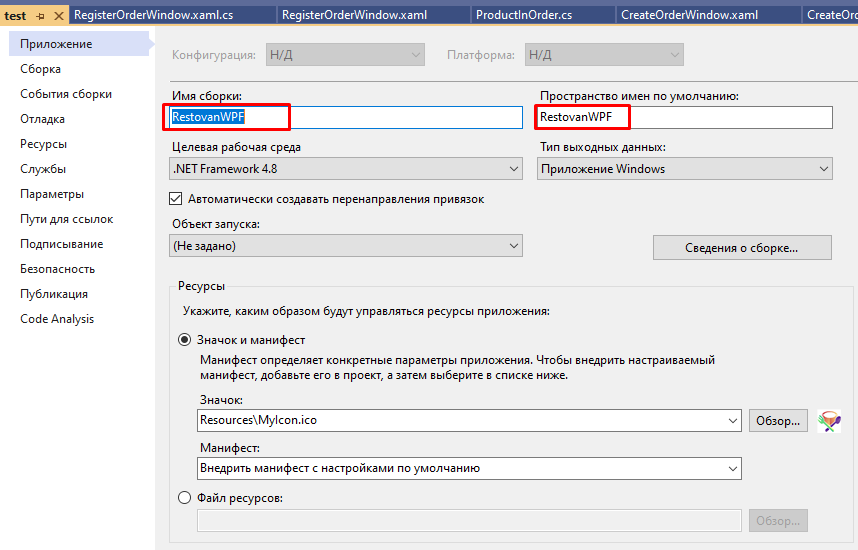 test RegisterOrderWindow.xaml.cs RegisterOrderWindow.xaml ProductInOrder.cs CreateOrderWindow.xaml CreateOr
Приложение
Сборка
События сборки
Отладка
Ресурсы
Службы
Параметры
Пути для ссылок
Подписывание
Безопасность
Публикация
Code Analysis
Конфигурация: Н/Д Платформа: Н/Д
Имя сборки: Пространство имен по умолчанию:
RestovanWPF RestovanWPF
Целевая рабочая среда Тип выходных данных:
.NET Framework 4.8 Приложение Windows
Автоматически создавать перенаправления привязок
Объект запуска:
(Не задано) Сведения о сборке...
Ресурсы
Укажите, каким образом будут управляться ресурсы приложения:
Значок и манифест
Манифест определяет конкретные параметры приложения. Чтобы внедрить настраиваемый
манифест, добавьте его в проект, а затем выберите в списке ниже.
Значок:
Resources\MyIcon.ico Обзор...
Манифест:
Внедрить манифест с настройками по умолчанию
Файл ресурсов:
Обзор...